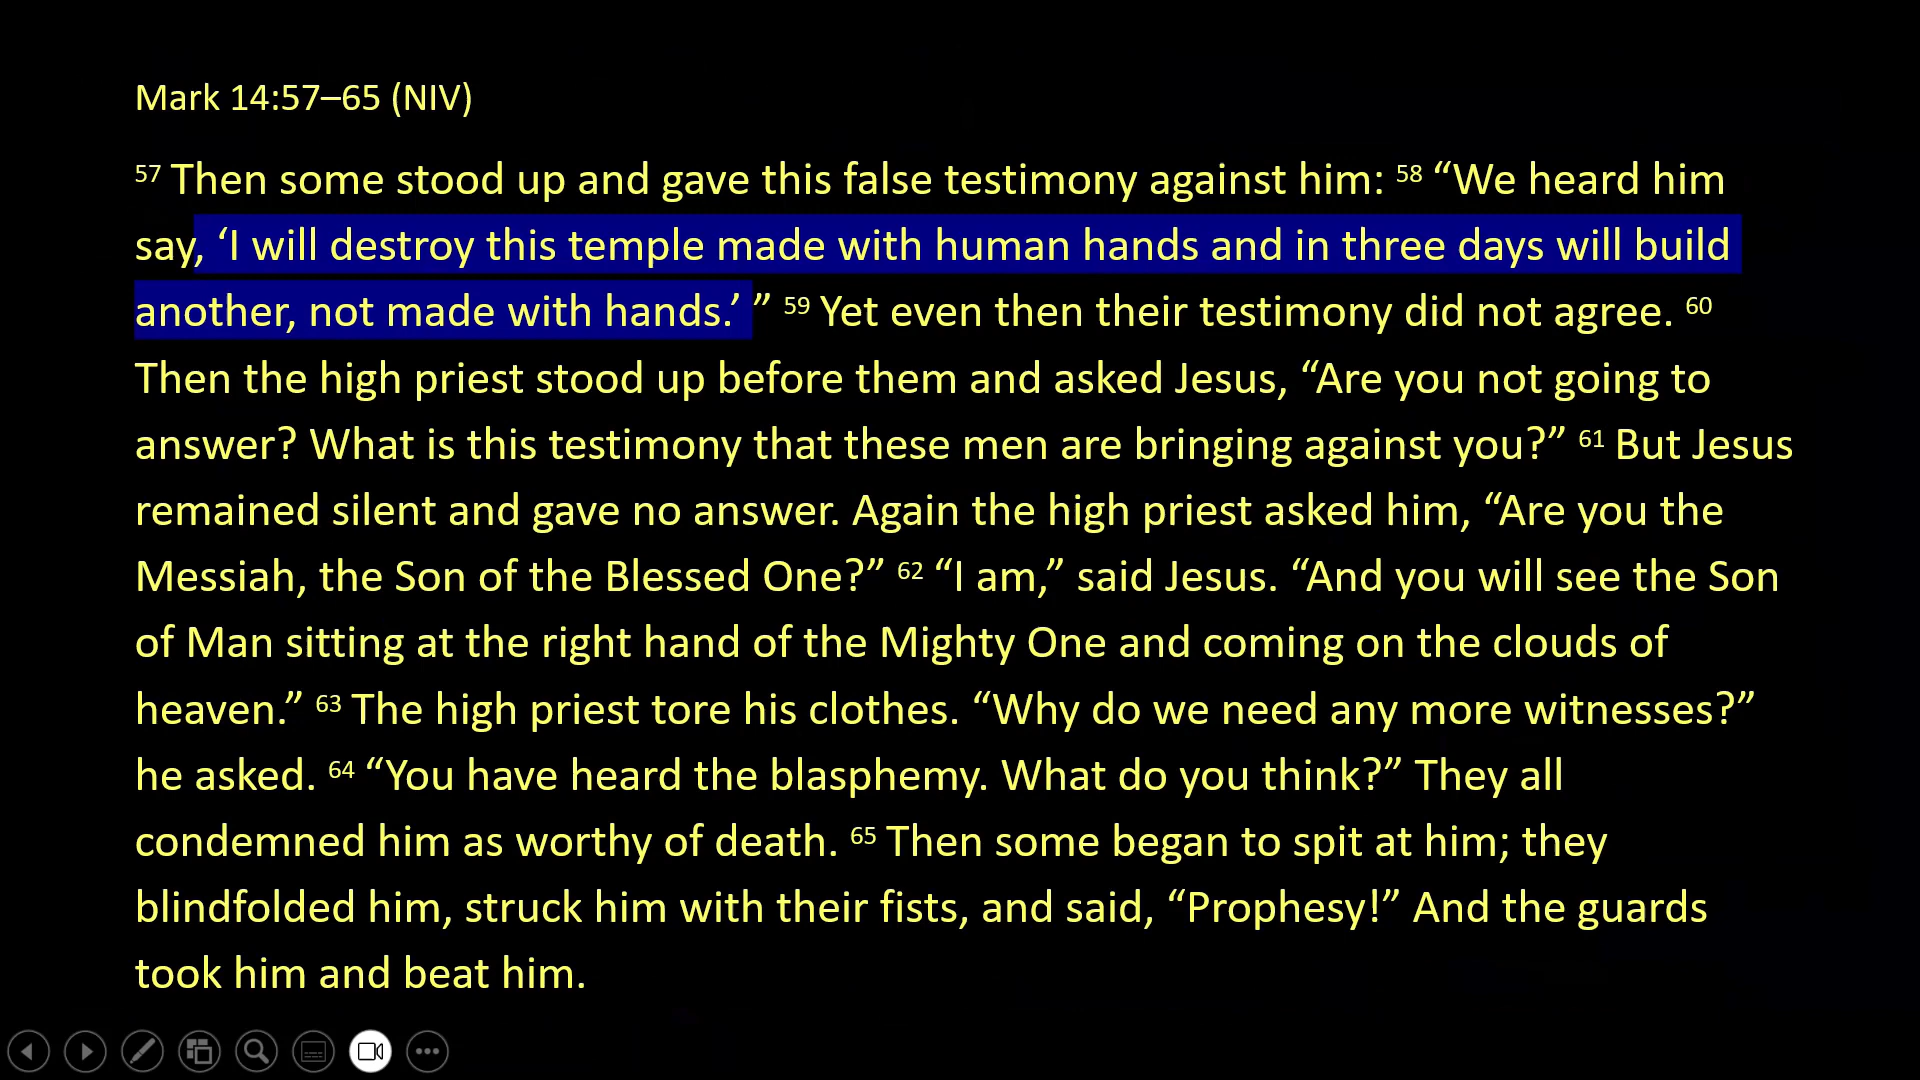 Mark 14:57–65 (NIV)
57 Then some stood up and gave this false testimony against him: 58 “We heard him
say, ‘I will destroy this temple made with human hands and in three days will build
another, not made with hands.’ ” 59 Yet even then their testimony did not agree. 60
Then the high priest stood up before them and asked Jesus, “Are you not going to
answer? What is this testimony that these men are bringing against you?” 61 But Jesus
remained silent and gave no answer. Again the high priest asked him, “Are you the
Messiah, the Son of the Blessed One?” 62 “I am,” said Jesus. “And you will see the Son
of Man sitting at the right hand of the Mighty One and coming on the clouds of
heaven.” 63 The high priest tore his clothes. “Why do we need any more witnesses?”
he asked. 64 “You have heard the blasphemy. What do you think?” They all
condemned him as worthy of death. 65 Then some began to spit at him; they
blindfolded him, struck him with their fists, and said, “Prophesy!” And the guards
took him and beat him.